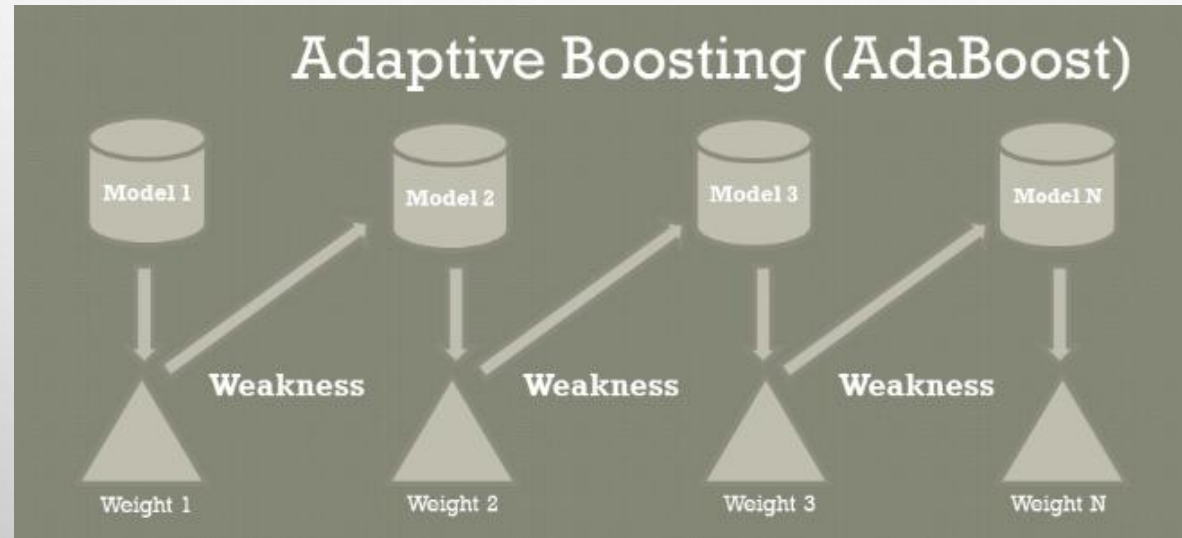 Adaptive Boosting (AdaBoost)
Model 1
Model 2
Model 3
Model N
Weakness
Weakness
Weakness
Weight 1
Weight 2
Weight 3
Weight N